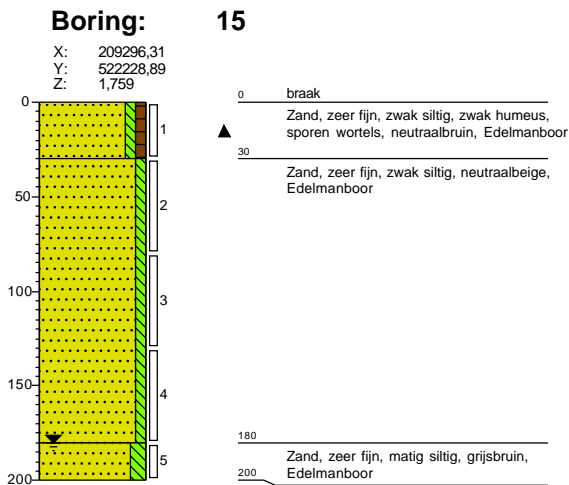 Boring: 15
X: 209296,31
Y: 522228,89
Z: 1,759
0
50
100
150
200
1
2
3
4
5
0 braak
Zand, zeer fijn, zwak siltig, zwak humeus,
sporen wortels, neutraalbruin, Edelmanboor
30
Zand, zeer fijn, zwak siltig, neutraalbeige,
Edelmanboor
180
Zand, zeer fijn, matig siltig, grijsbruin,
200 Edelmanboor